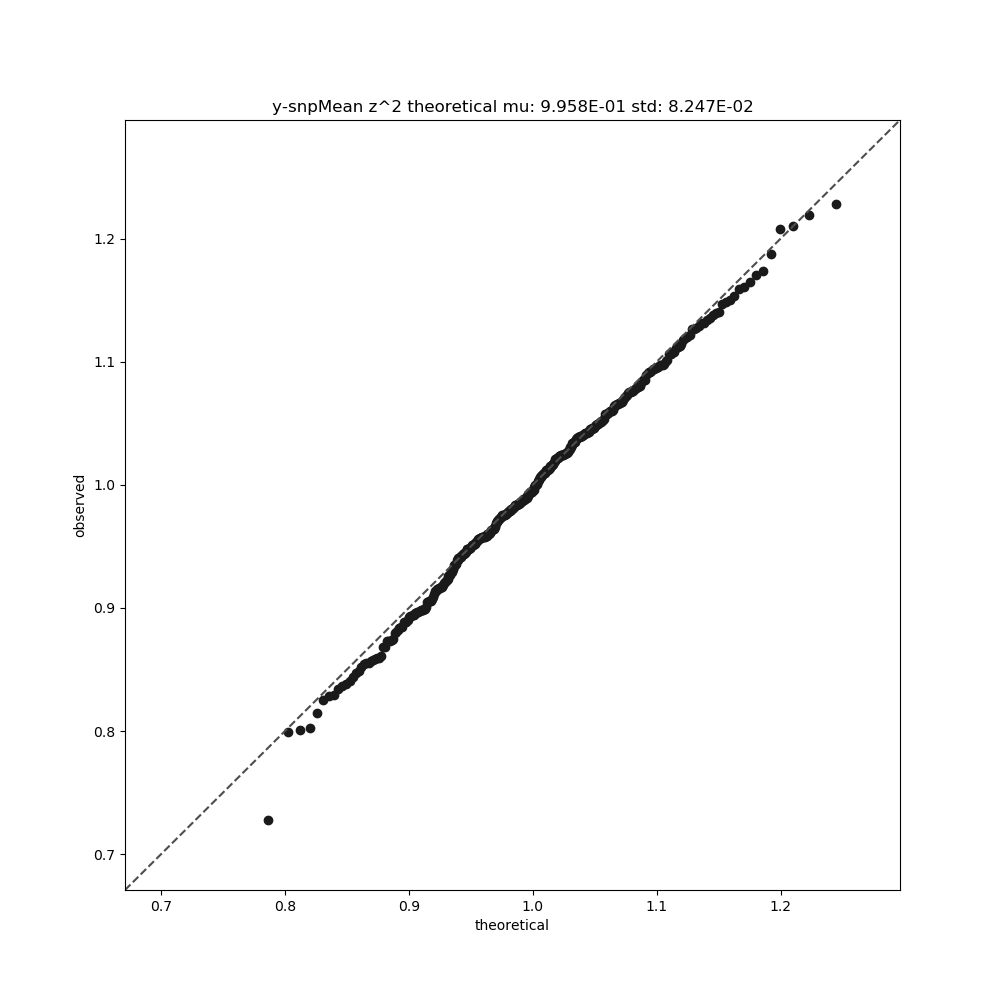 y-snpMean z^2 theoretical mu: 9.958E-01 std: 8.247E-02
1.2
1.1
1.0
0.9
0.8
0.7
observed
0.7 0.8 0.9 1.0 1.1 1.2
theoretical